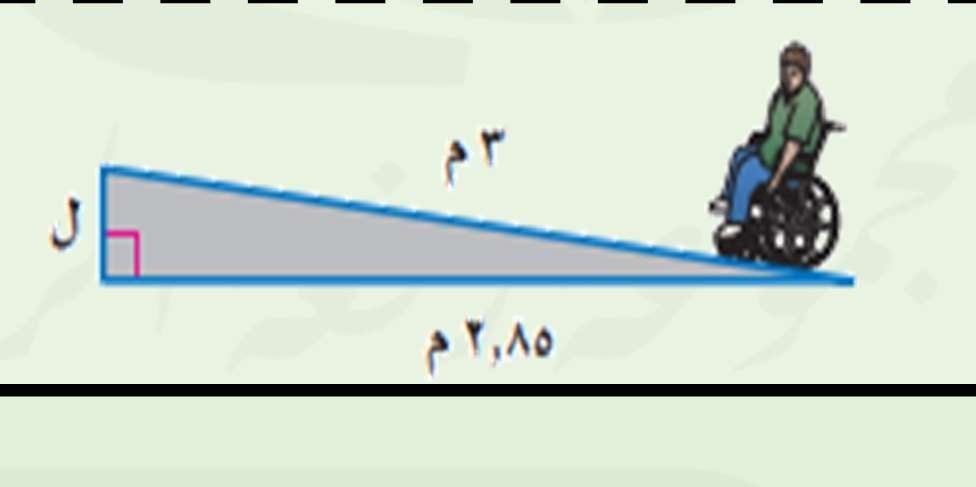 ٣ م
ل
٢,٨٥ م